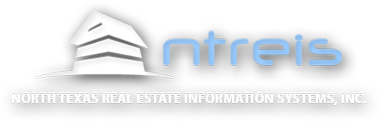 ntreis
NORTH TEXAS REAL ESTATE INFORMATION SYSTEMS, INC.